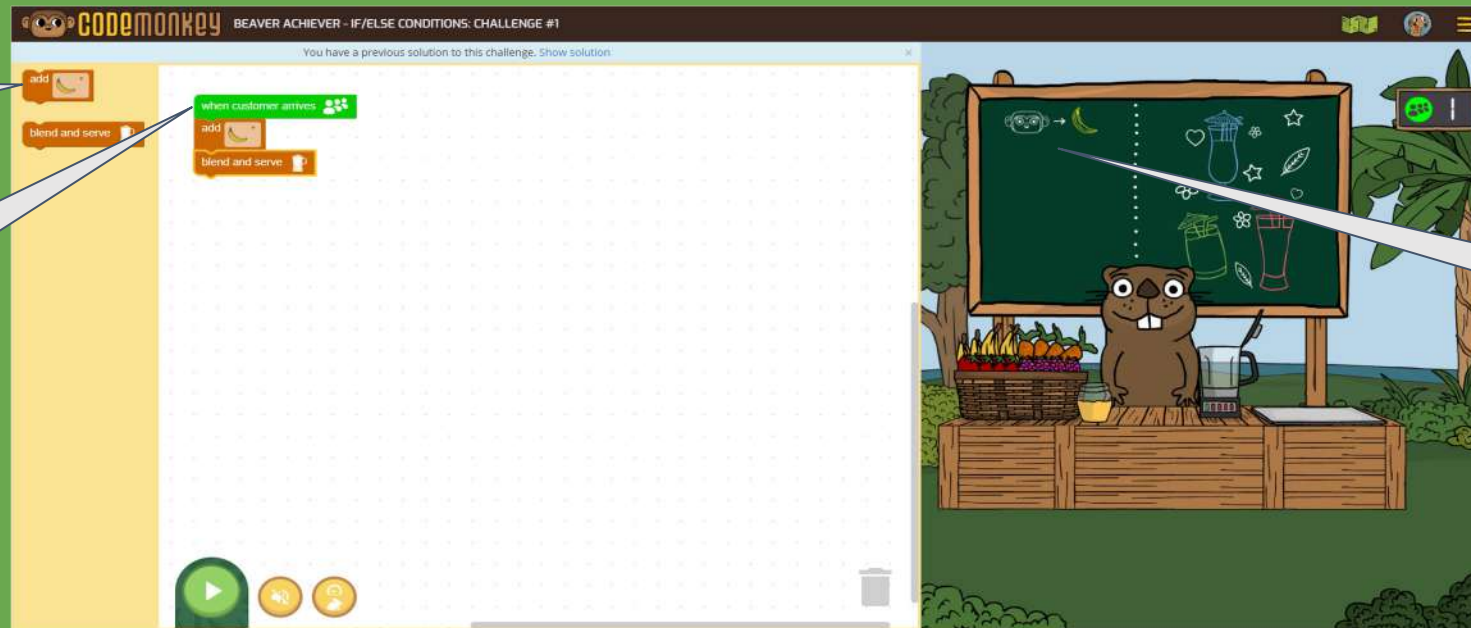 CODEMONKEY BEAVER ACHIEVER - IF/ELSE CONDITIONS: CHALLENGE #1
You have a previous solution to this challenge. Show solution ×
add
blend and serve
when customer arrives
add
blend and serve
1